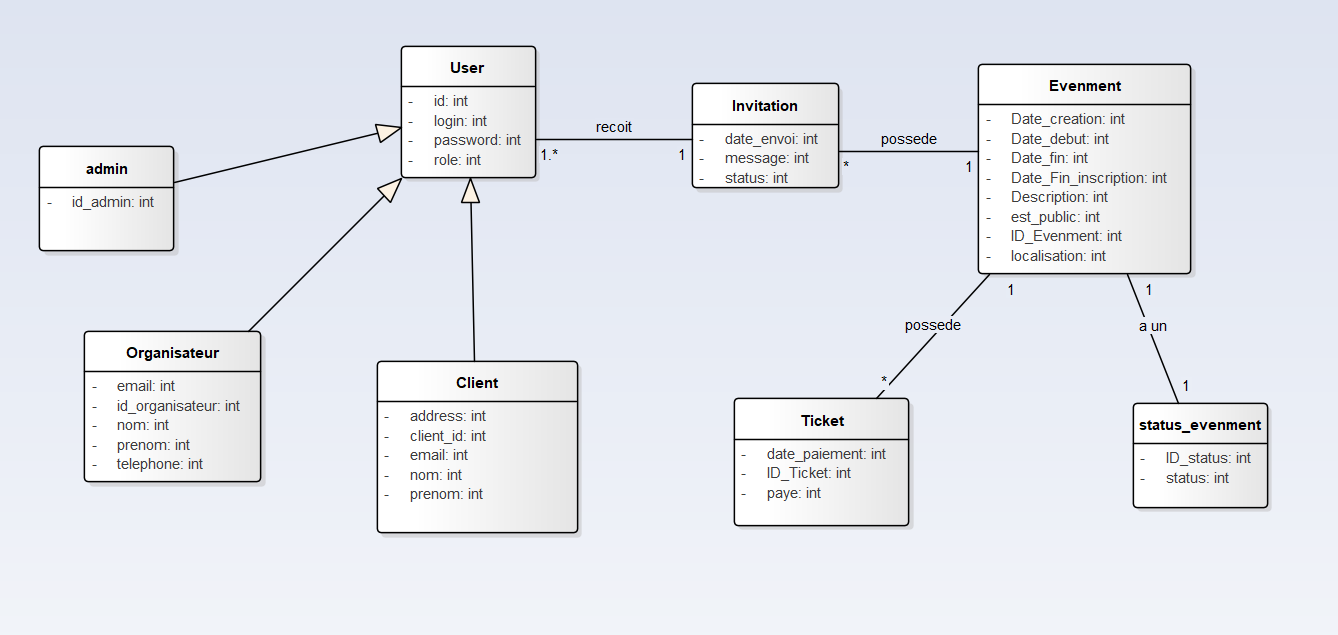 User
- id: int
- login: int
- password: int
- role: int
recoit
1.*
1
Invitation
- date_envoi: int
- message: int
- status: int
possede
*
1
Evenment
- Date_creation: int
- Date_debut: int
- Date_fin: int
- Date_Fin_inscription: int
- Description: int
- est_public: int
- ID_Evenment: int
- localisation: int
admin
- id_admin: int
Organisateur
- email: int
- id_organisateur: int
- nom: int
- prenom: int
- telephone: int
Client
- address: int
- client_id: int
- email: int
- nom: int
- prenom: int
1
possede
*
Ticket
- date_paiement: int
- ID_Ticket: int
- paye: int
1
a un
1
status_evenment
- ID_status: int
- status: int